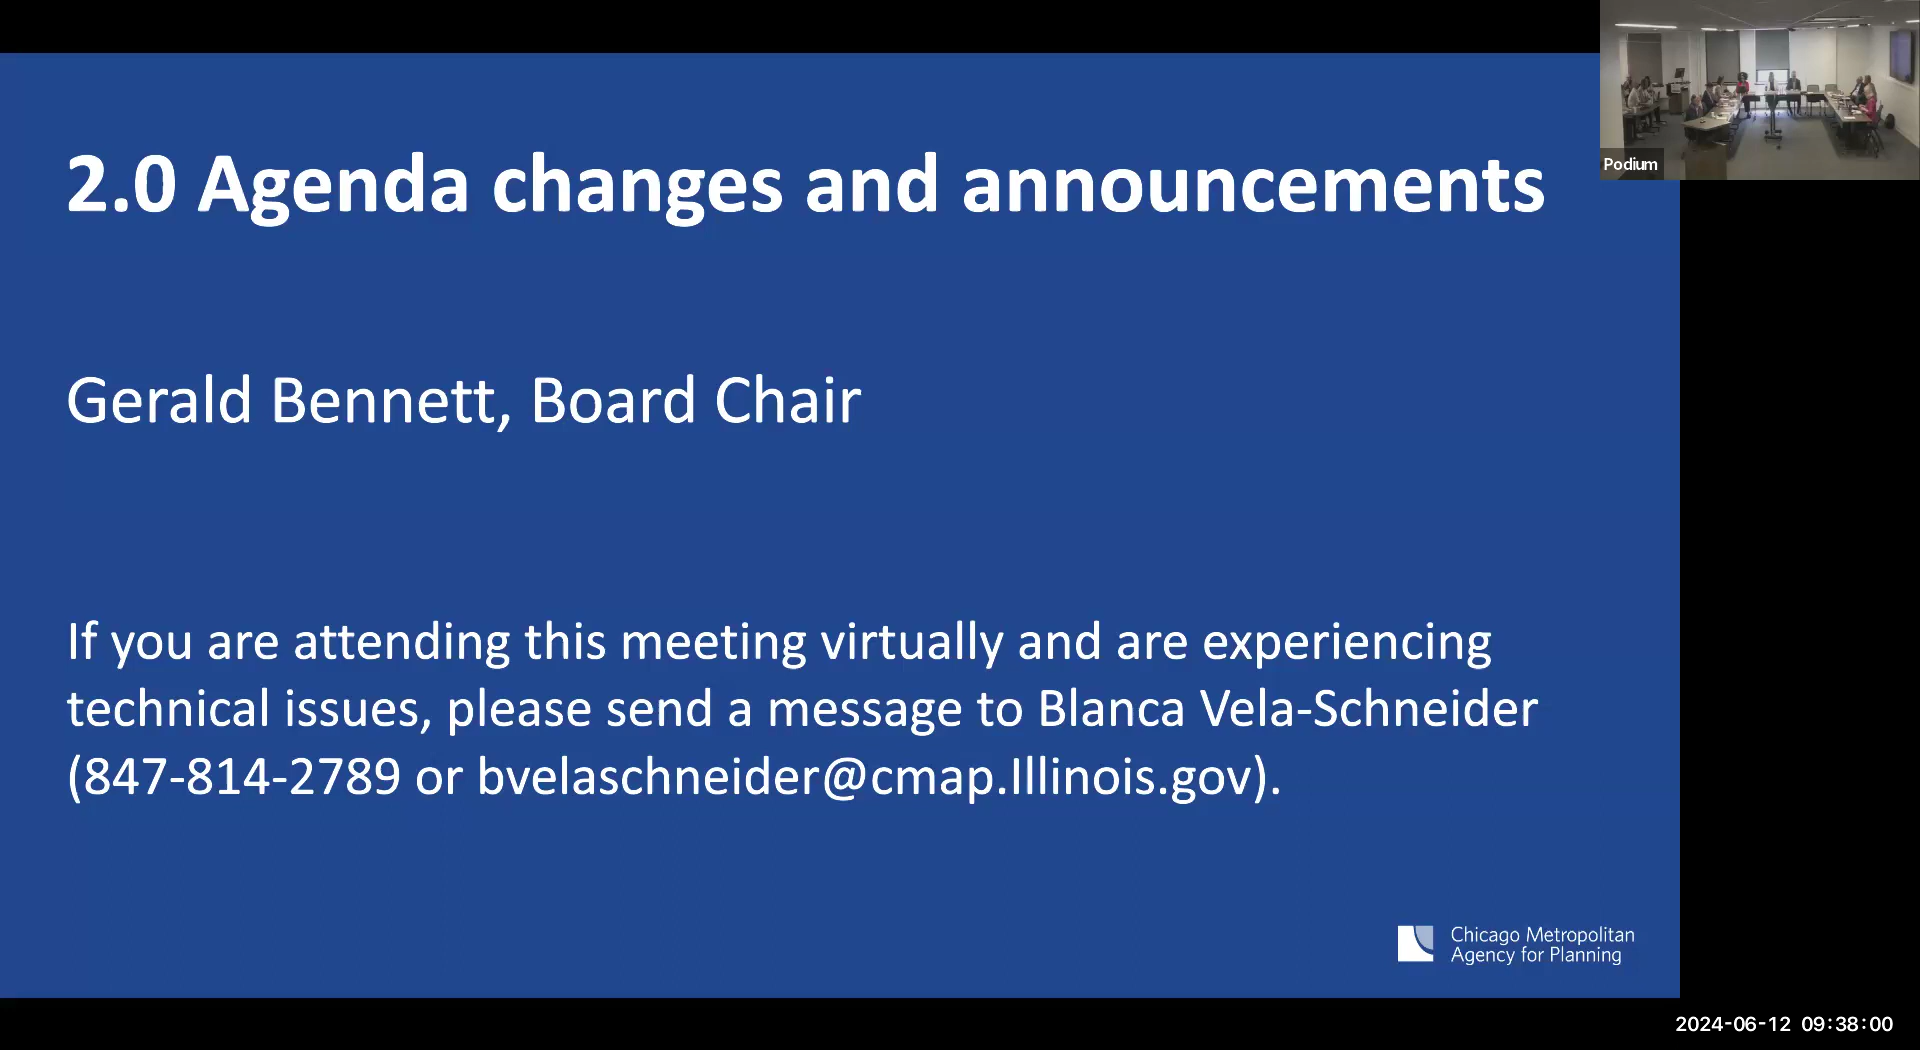 2.0 Agenda changes and announcements
Gerald Bennett, Board Chair
If you are attending this meeting virtually and are experiencing
technical issues, please send a message to Blanca Vela-Schneider
(847-814-2789 or bvelaschneider@cmap.Illinois.gov).
Chicago Metropolitan
Agency for Planning
Podium
2024-06-12 09:38:00